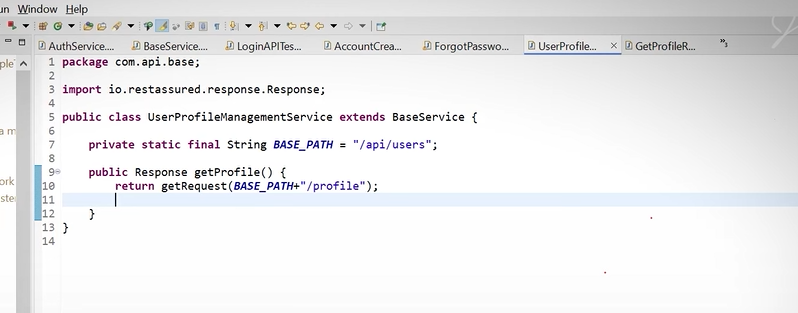 un Window Help
AuthService.... BaseService.... LoginAPITes... AccountCrea... ForgotPasswo... UserProfile... GetProfileR... »3
1 package com.api.base;
2
3 import io.restassured.response.Response;
4
5 public class UserProfileManagementService extends BaseService {
6
7 private static final String BASE_PATH = "/api/users";
8
9 public Response getProfile() {
10 return getRequest(BASE_PATH+"/profile");
11
12 }
13 }
14
ple
a m
ork
ster